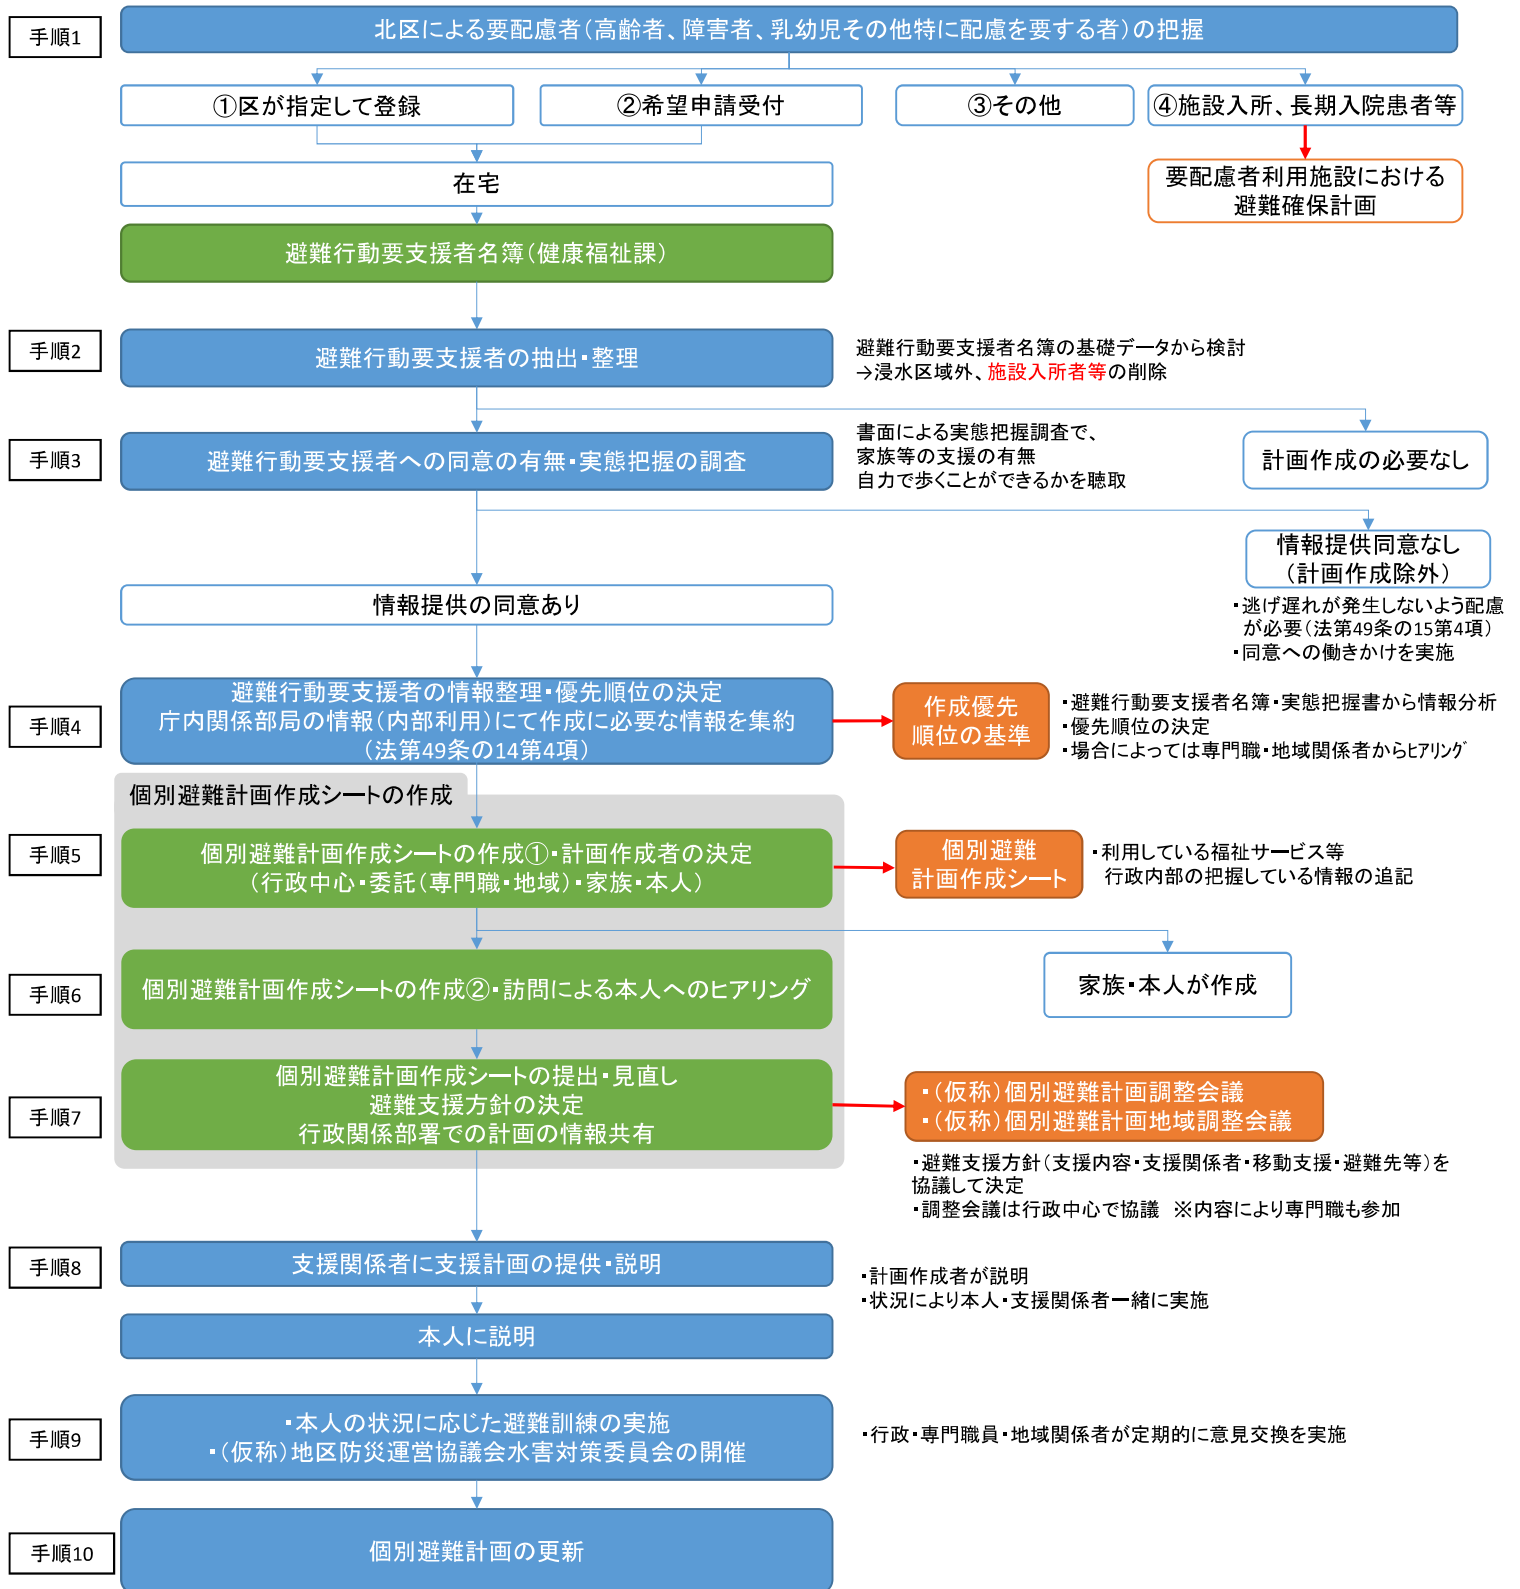 手順1
北区による要配慮者（高齢者、障害者、乳幼児その他特に配慮を要する者）の把握
①区が指定して登録
②希望申請受付
③その他
④施設入所、長期入院患者等
在宅
要配慮者利用施設における
避難確保計画
避難行動要支援者名簿（健康福祉課）
手順2
避難行動要支援者の抽出・整理
避難行動要支援者名簿の基礎データから検討
→浸水区域外、施設入所者等の削除
手順3
避難行動要支援者への同意の有無・実態把握の調査
書面による実態把握調査で、
家族等の支援の有無
自力で歩くことができるかを聴取
計画作成の必要なし
情報提供同意なし
（計画作成除外）
・逃げ遅れが発生しないよう配慮
が必要（法第49条の15第4項）
・同意への働きかけを実施
情報提供の同意あり
手順4
避難行動要支援者の情報整理・優先順位の決定
庁内関係部局の情報（内部利用）にて作成に必要な情報を集約
（法第49条の14第4項）
作成優先
順位の基準
・避難行動要支援者名簿・実態把握書から情報分析
・優先順位の決定
・場合によっては専門職・地域関係者からﾋｱﾘﾝｸﾞ
個別避難計画作成シートの作成
手順5
個別避難計画作成シートの作成①・計画作成者の決定
（行政中心・委託（専門職・地域）・家族・本人）
個別避難
計画作成シート
・利用している福祉サービス等
行政内部の把握している情報の追記
手順6
個別避難計画作成シートの作成②・訪問による本人へのヒアリング
家族・本人が作成
手順7
個別避難計画作成シートの提出・見直し
避難支援方針の決定
行政関係部署での計画の情報共有
・（仮称）個別避難計画調整会議
・（仮称）個別避難計画地域調整会議
・避難支援方針（支援内容・支援関係者・移動支援・避難先等）を
協議して決定
・調整会議は行政中心で協議　※内容により専門職も参加
手順8
支援関係者に支援計画の提供・説明
・計画作成者が説明
・状況により本人・支援関係者一緒に実施
本人に説明
手順9
・本人の状況に応じた避難訓練の実施
・（仮称）地区防災運営協議会水害対策委員会の開催
・行政・専門職員・地域関係者が定期的に意見交換を実施
手順10
個別避難計画の更新